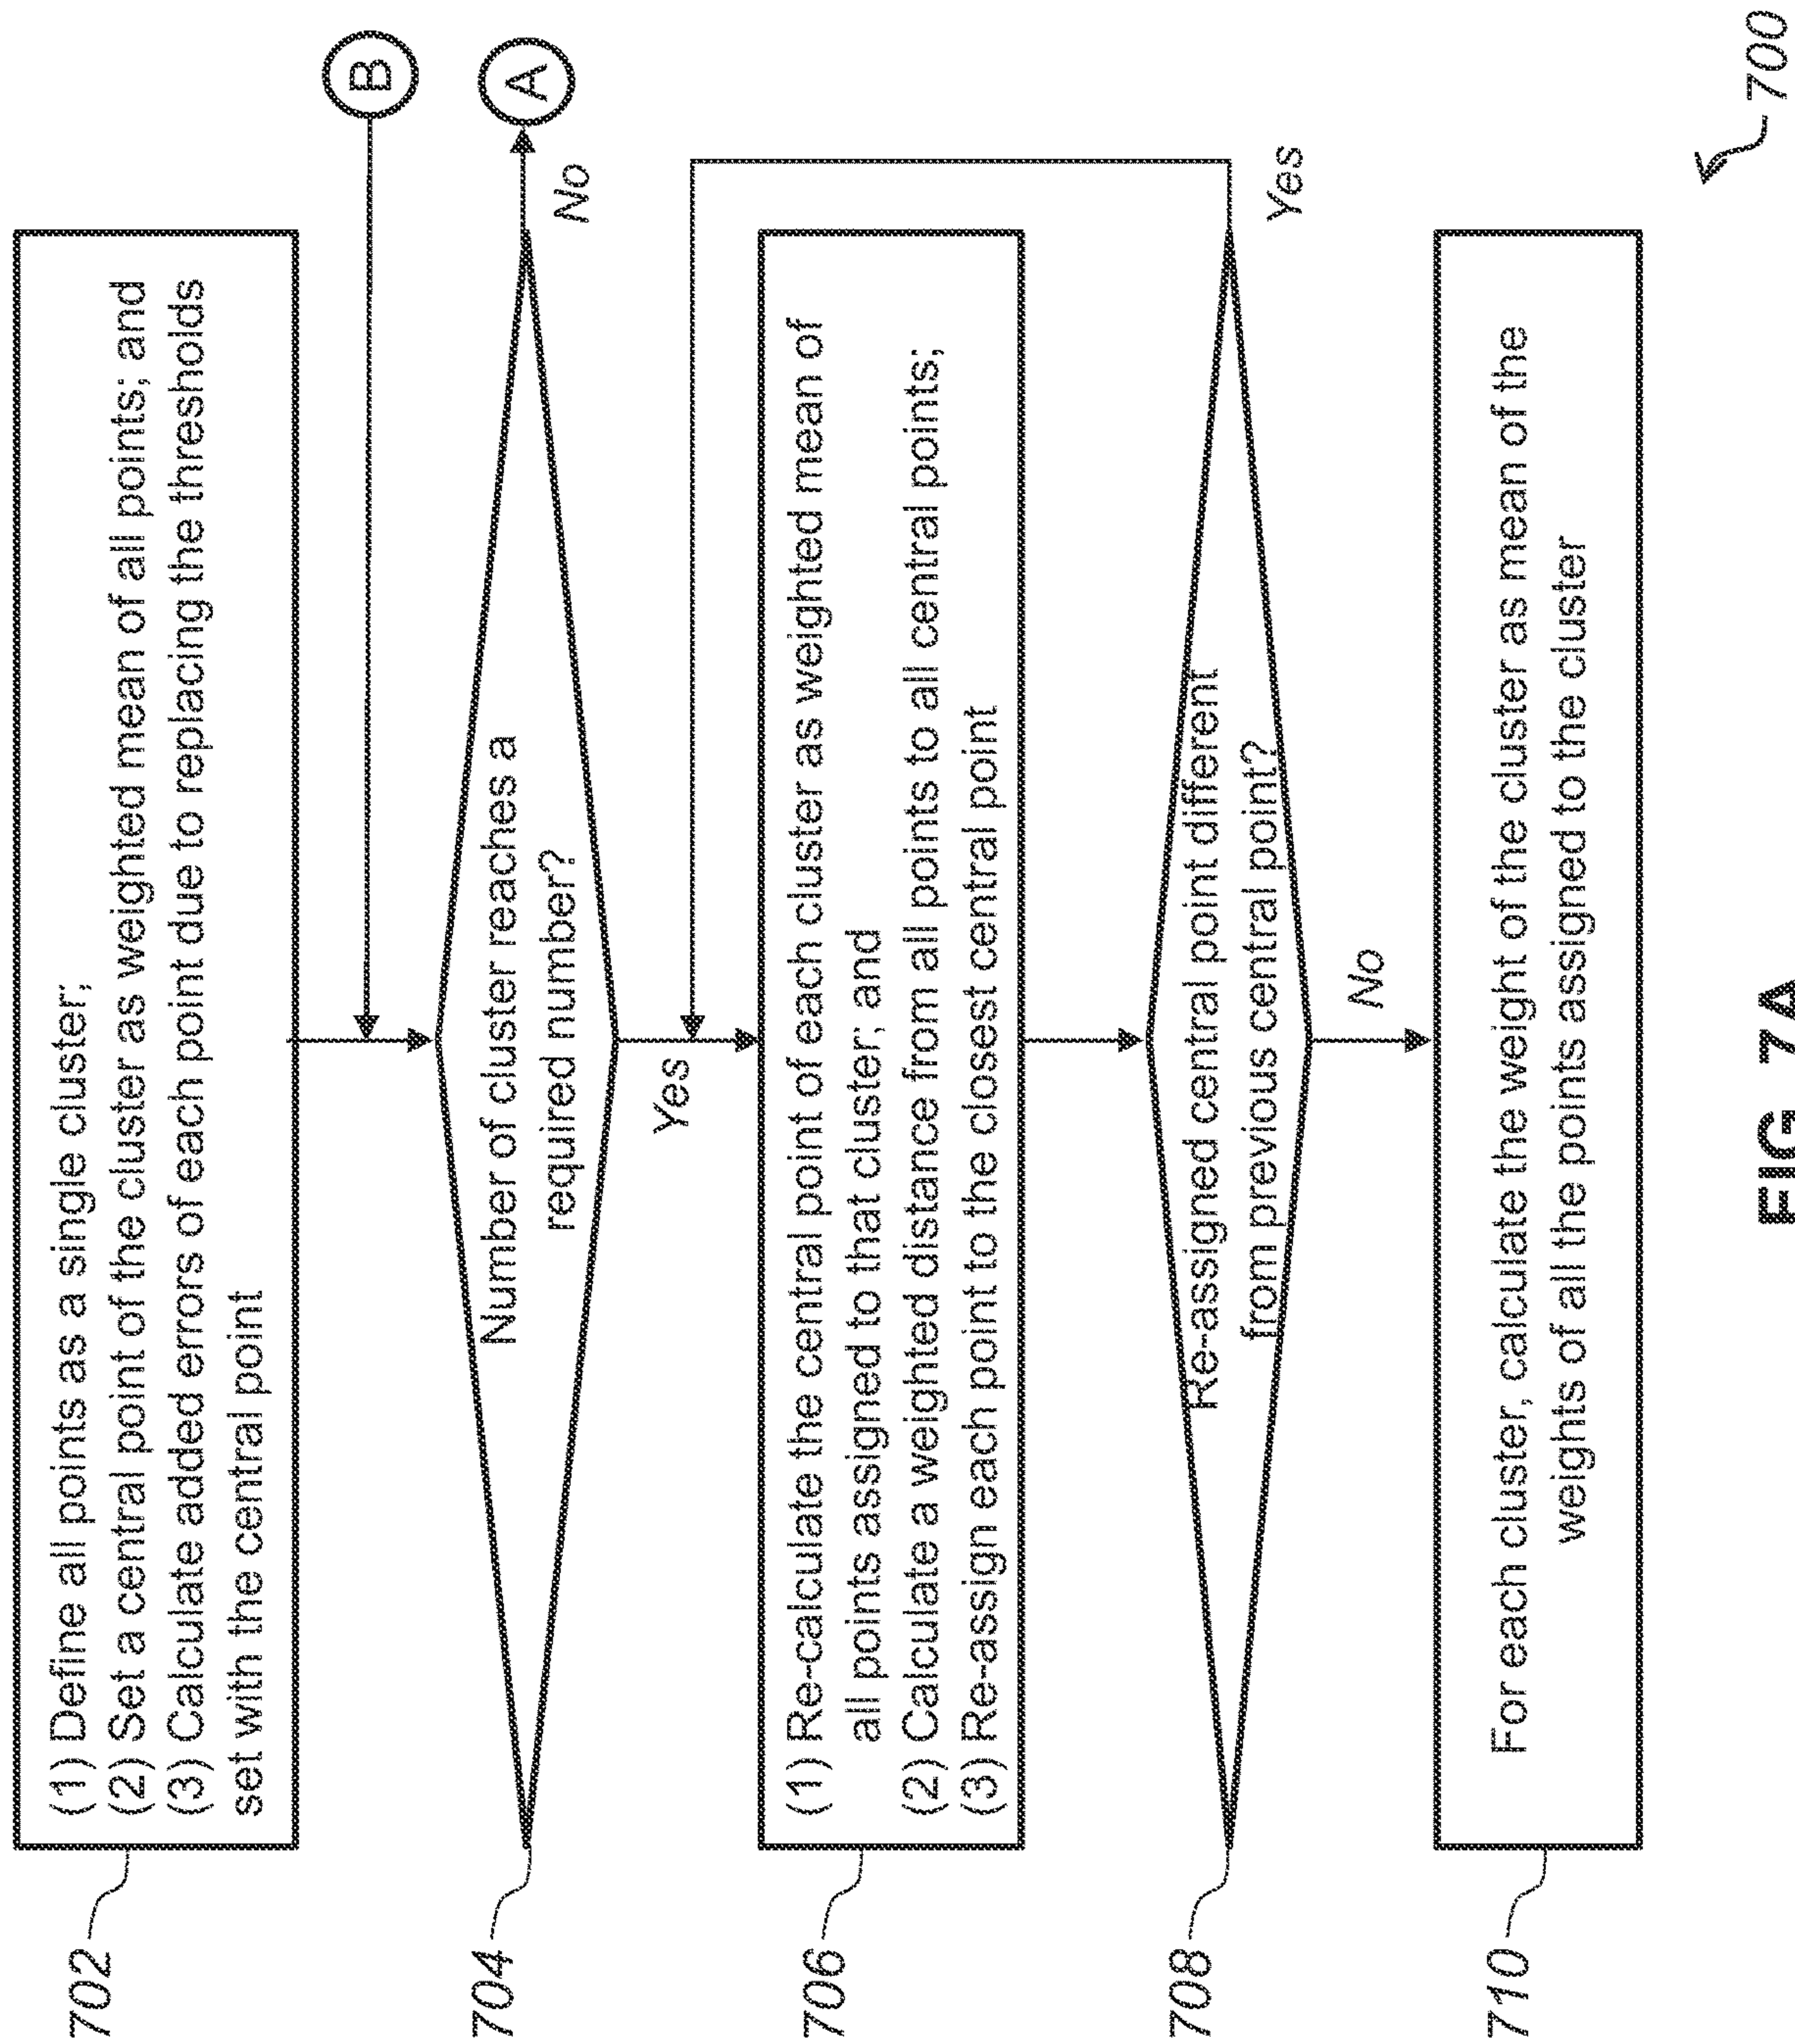 702
(1) Define all points as a single cluster;
(2) Set a central point of the cluster as weighted mean of all points; and
(3) Calculate added errors of each point due to replacing the thresholds
set with the central point
B
704
Number of cluster reaches a
required number?
No
A
Yes
706
(1) Re-calculate the central point of each cluster as weighted mean of
all points assigned to that cluster; and
(2) Calculate a weighted distance from all points to all central points;
(3) Re-assign each point to the closest central point
708
Re-assigned central point different
from previous central point?
Yes
No
710
For each cluster, calculate the weight of the cluster as mean of the
weights of all the points assigned to the cluster
700
FIG. 7A